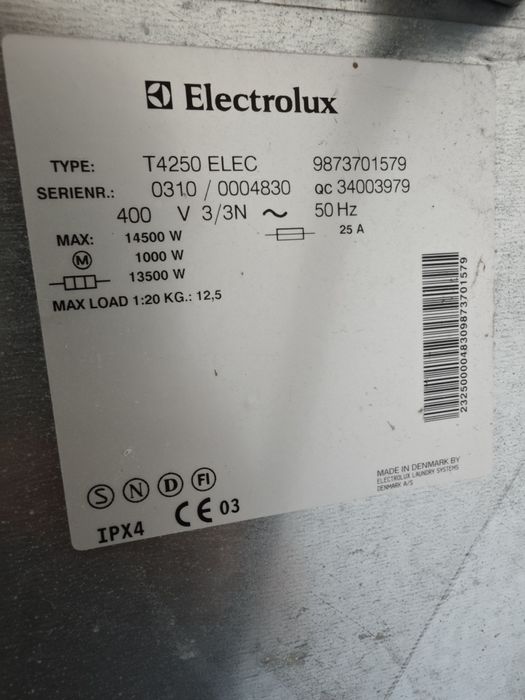 Electrolux
TYPE: T4250 ELEC 9873701579
SERIENR.: 0310 / 0004830 QC 34003979
400 V 3/3N ~ 50 Hz
MAX: 14500 W 25 A
M 1000 W
13500 W
MAX LOAD 1:20 KG.: 12,5
2325000048309873701579
MADE IN DENMARK BY
ELECTROLUX LAUNDRY SYSTEMS
DENMARK A/S
S N D FI
IPX4 CE 03